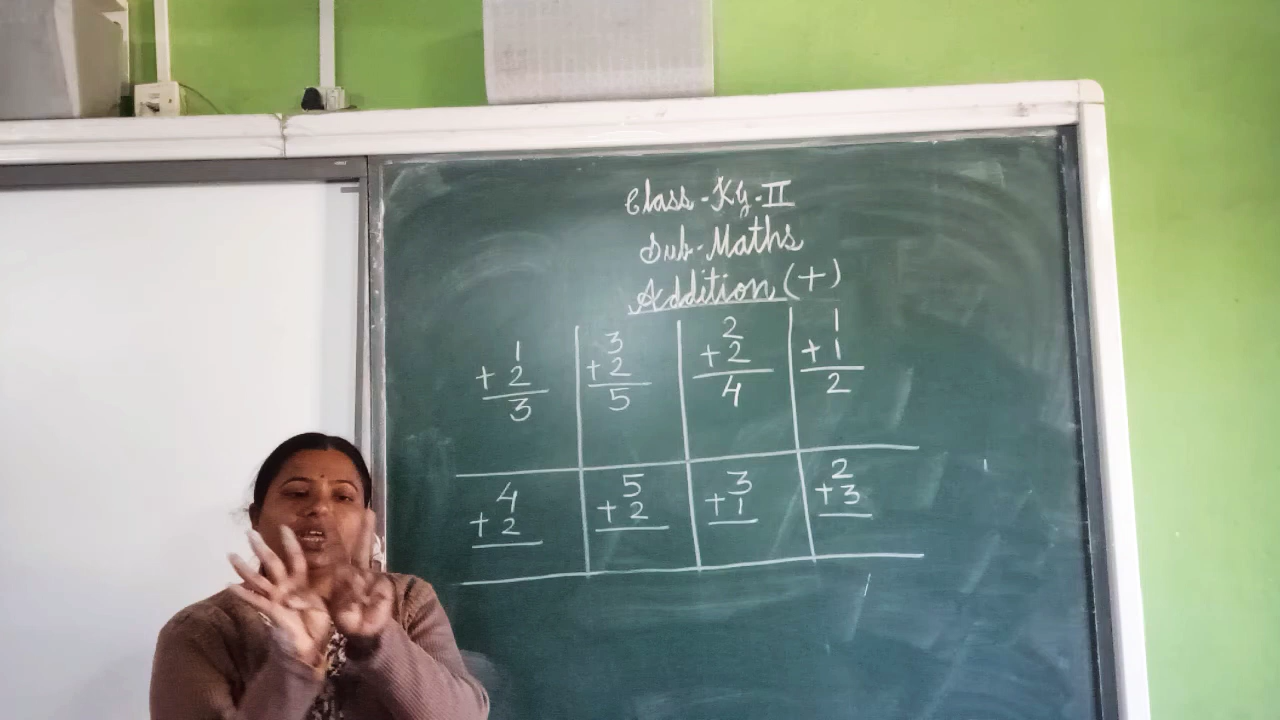 Class-KG-II
Sub-Maths
Addition (+)
1 3 2 1
+2 +2 +2 +1
3 5 4 2
4 5 3 2
+2 +2 +1 +3